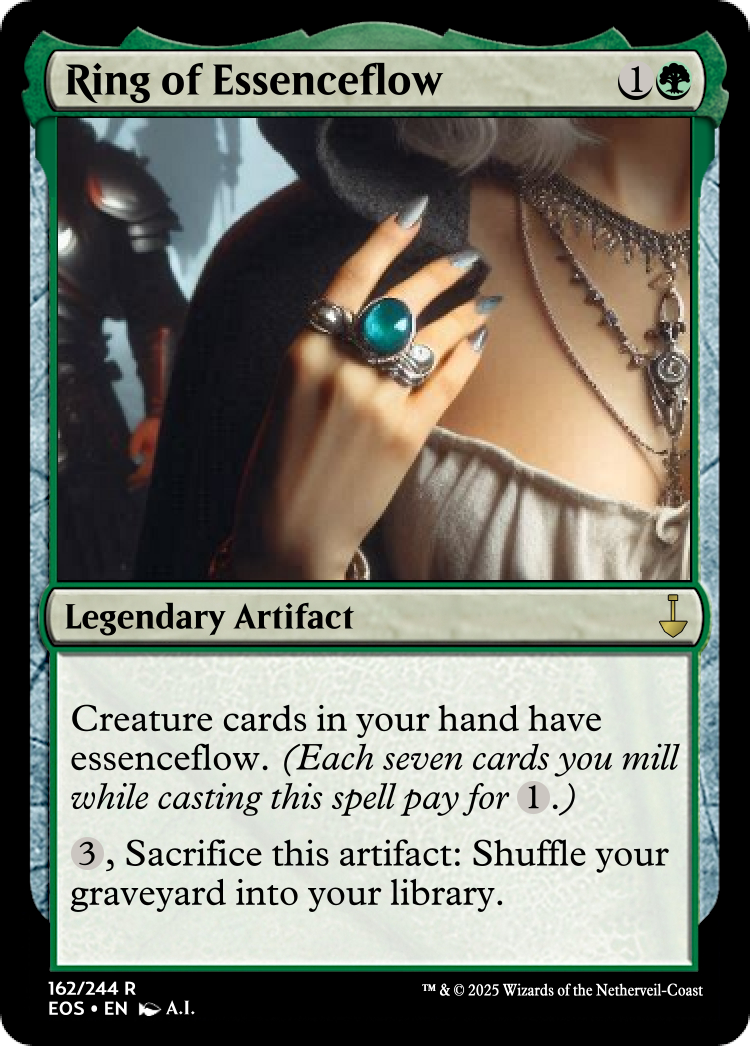 Ring of Essenceflow 1
Legendary Artifact
Creature cards in your hand have
essenceflow. (Each seven cards you mill
while casting this spell pay for 1.)
3, Sacrifice this artifact: Shuffle your
graveyard into your library.
162/244 R
™ & © 2025 Wizards of the Netherveil-Coast
EOS • EN A.I.